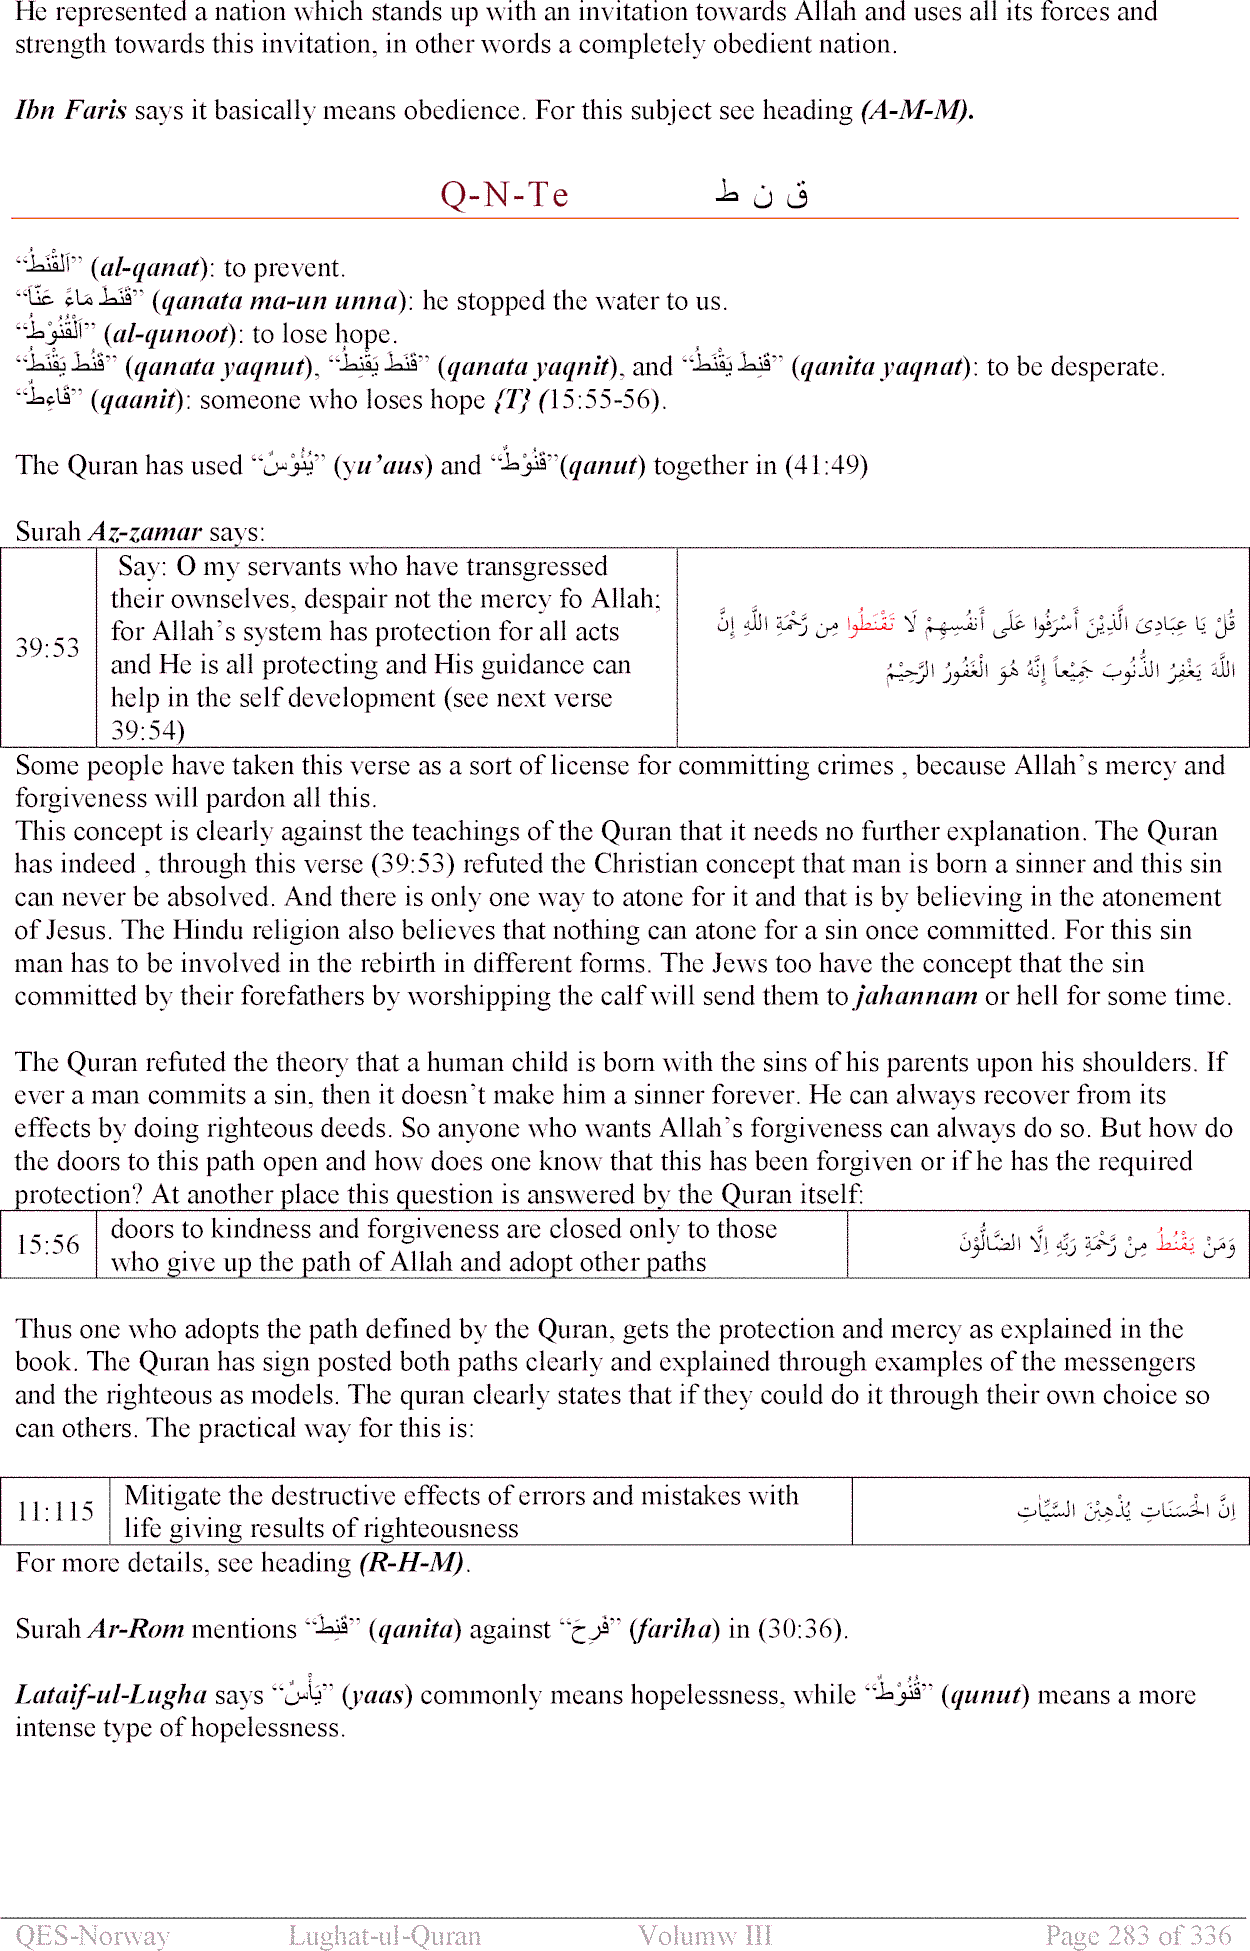 He represented a nation which stands up with an invitation towards Allah and uses all its forces and
strength towards this invitation, in other words a completely obedient nation.
Ibn Faris says it basically means obedience. For this subject see heading (A-M-M).
Q-N-Te ق ن ط
“اَلقْنَطُ” (al-qanat): to prevent.
“قَنَطَ مَاءً عَنَّاَ” (qanata ma-un unna): he stopped the water to us.
“اَلْقُنُوْطُ” (al-qunoot): to lose hope.
“قَنُطَ يَقْنَطُ” (qanata yaqnut), “قَنَطَ يَقْنِطُ” (qanata yaqnit), and “قَنِطَ يَقْنَطُ” (qanita yaqnat): to be desperate.
“قَاءِطٌ” (qaanit): someone who loses hope {T} (15:55-56).
The Quran has used “يُئُوْسٌ” (yu’aus) and “قَنُوْطٌ”(qanut) together in (41:49)
Surah Az-zamar says:
39:53
Say: O my servants who have transgressed
their ownselves, despair not the mercy fo Allah;
for Allah’s system has protection for all acts
and He is all protecting and His guidance can
help in the self development (see next verse
39:54)
قُلْ يَا عِبَادِىَ الَّذِيْنَ أَسْرَفُوا عَلَى أَنفُسِهِمْ لَا تَقْنَطُوا مِن رَّحْمَةِ اللَّهِ إِنَّ
اللَّهَ يَغْفِرُ الذُّنُوبَ جَمِيْعاً إِنَّهُ هُوَ الْغَفُورُ الرَّحِيْمُ
Some people have taken this verse as a sort of license for committing crimes , because Allah’s mercy and
forgiveness will pardon all this.
This concept is clearly against the teachings of the Quran that it needs no further explanation. The Quran
has indeed , through this verse (39:53) refuted the Christian concept that man is born a sinner and this sin
can never be absolved. And there is only one way to atone for it and that is by believing in the atonement
of Jesus. The Hindu religion also believes that nothing can atone for a sin once committed. For this sin
man has to be involved in the rebirth in different forms. The Jews too have the concept that the sin
committed by their forefathers by worshipping the calf will send them to jahannam or hell for some time.
The Quran refuted the theory that a human child is born with the sins of his parents upon his shoulders. If
ever a man commits a sin, then it doesn’t make him a sinner forever. He can always recover from its
effects by doing righteous deeds. So anyone who wants Allah’s forgiveness can always do so. But how do
the doors to this path open and how does one know that this has been forgiven or if he has the required
protection? At another place this question is answered by the Quran itself:
15:56
doors to kindness and forgiveness are closed only to those
who give up the path of Allah and adopt other paths
وَمَنْ يَقْنُطُ مِنْ رَّحْمَةِ رَبِّهِ اِلَّا الضَّالُّوْنَ
Thus one who adopts the path defined by the Quran, gets the protection and mercy as explained in the
book. The Quran has sign posted both paths clearly and explained through examples of the messengers
and the righteous as models. The quran clearly states that if they could do it through their own choice so
can others. The practical way for this is:
11:115
Mitigate the destructive effects of errors and mistakes with
life giving results of righteousness
اِنَّ الْحَسَنَاتِ يُذْهِبْنَ السَّيِّاٰتِ
For more details, see heading (R-H-M).
Surah Ar-Rom mentions “قَنِطَ” (qanita) against “فَرِحَ” (fariha) in (30:36).
Lataif-ul-Lugha says “يَأْسٌ” (yaas) commonly means hopelessness, while “قُنُوْطٌ” (qunut) means a more
intense type of hopelessness.
QES-Norway Lughat-ul-Quran Volumw III Page 283 of 336